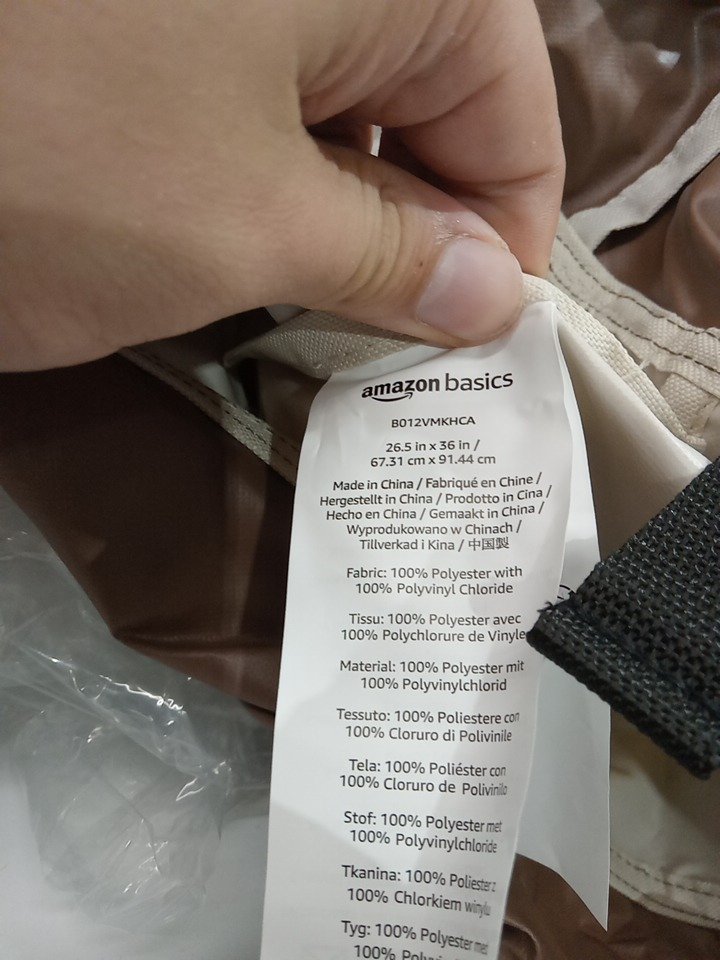 amazon basics
B012VMKHCA
26.5 in x 36 in /
67.31 cm x 91.44 cm
Made in China / Fabriqué en Chine /
Hergestellt in China / Prodotto in Cina /
Hecho en China / Gemaakt in China /
Wyprodukowano w Chinach /
Tillverkad i Kina / 中国製
Fabric: 100% Polyester with
100% Polyvinyl Chloride
Tissu: 100% Polyester avec
100% Polychlorure de Vinyle
Material: 100% Polyester mit
100% Polyvinylchlorid
Tessuto: 100% Poliestere con
100% Cloruro di Polivinile
Tela: 100% Poliéster con
100% Cloruro de Polivinilo
Stof: 100% Polyester met
100% Polyvinylchloride
Tkanina: 100% Poliester z
100% Chlorkiem winylu
Tyg: 100% Polyester met
100%